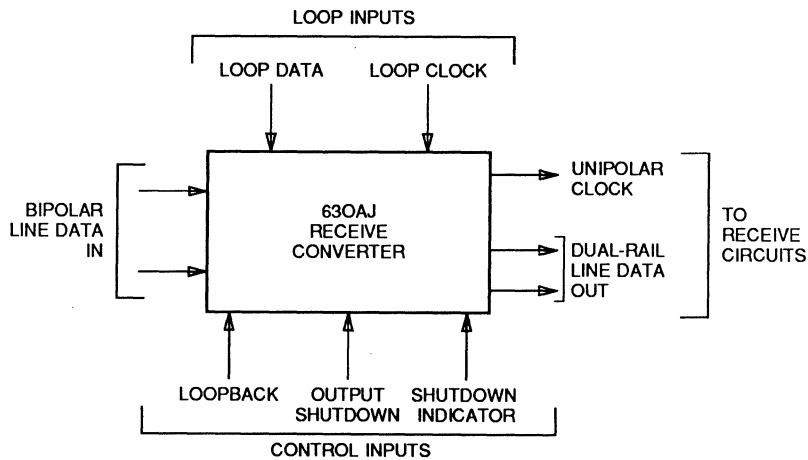 LOOP INPUTS
LOOP DATA
LOOP CLOCK
BIPOLAR
LINE DATA
IN
630AJ
RECEIVE
CONVERTER
UNIPOLAR
CLOCK
DUAL-RAIL
LINE DATA
OUT
TO
RECEIVE
CIRCUITS
LOOPBACK
OUTPUT
SHUTDOWN
SHUTDOWN
INDICATOR
CONTROL INPUTS